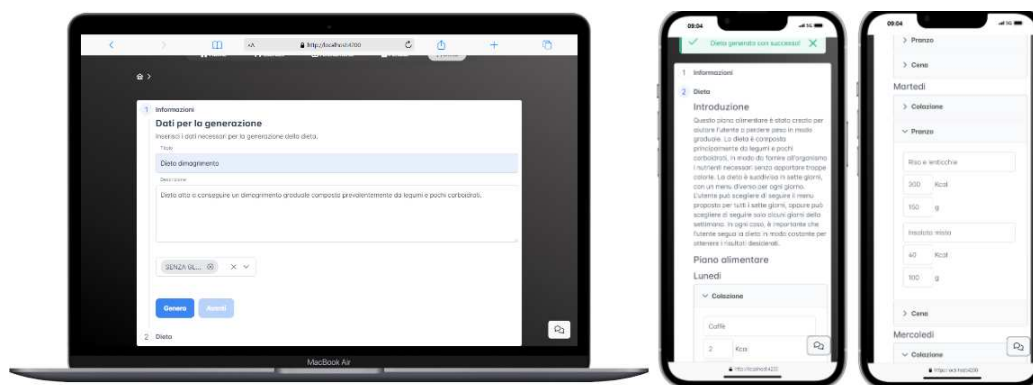 http://localhost:4200
1 Informazioni
Dati per la generazione
Inserisci i dati necessari per la generazione della dieta.
Titolo
Dieta dimagrimento
Descrizione
Dieta atta a conseguire un dimagrimento graduale composta prevalentemente da legumi e pochi carboidrati.
SENZA GL...
Genera
Avanti
2 Dieta
MacBook Air
09:04
5G
Dieta generata con successo!
1 Informazioni
2 Dieta
Introduzione
Questo piano alimentare è stato creato per
aiutare l'utente a perdere peso in modo
graduale. La dieta è composta
principalmente da legumi e pochi
carboidrati, in modo da fornire all'organismo
i nutrienti necessari senza apportare troppe
calorie. La dieta è suddivisa in sette giorni,
con un menu diverso per ogni giorno.
L'utente può scegliere di seguire il menu
proposto per tutti i sette giorni, oppure può
scegliere di seguire solo alcuni giorni della
settimana. In ogni caso, è importante che
l'utente segua la dieta in modo costante per
ottenere i risultati desiderati.
Piano alimentare
Lunedì
Colazione
Caffè
2 Kcal
09:04
5G
Pranzo
Cena
Martedì
Colazione
Pranzo
Riso e lenticchie
300 Kcal
150 g
Insalata mista
40 Kcal
100 g
Cena
Mercoledì
Colazione